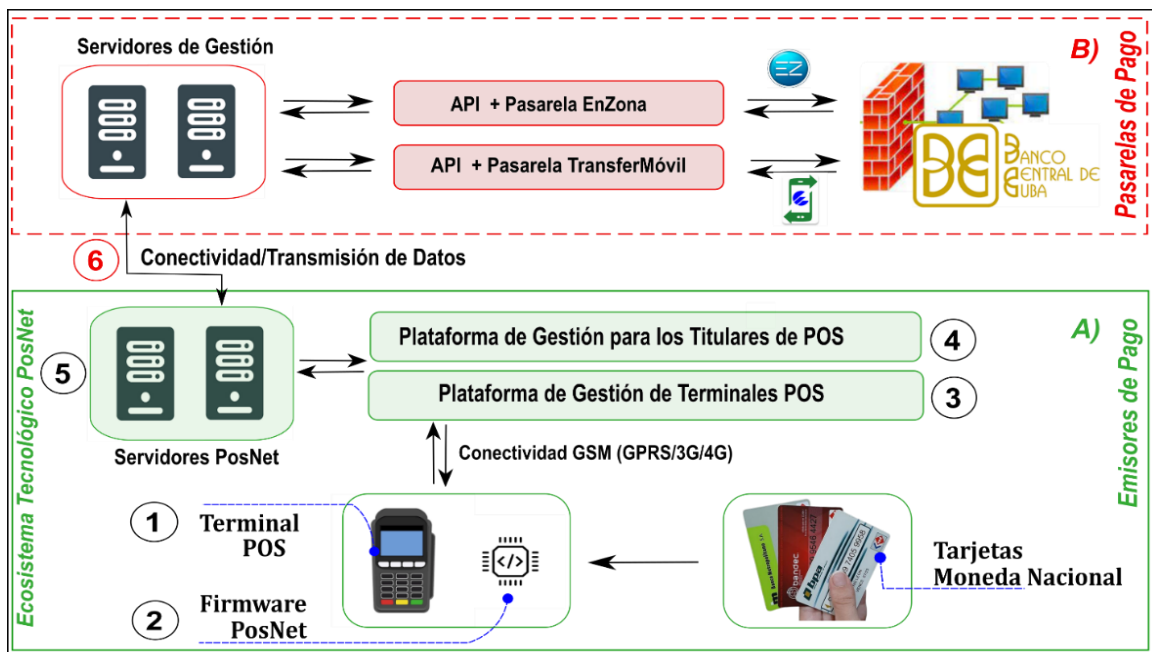 Servidores de Gestión
B)
Pasarelas de Pago
API + Pasarela EnZona
EZ
API + Pasarela TransferMóvil
BANCO
CENTRAL DE
CUBA
6
Conectividad/Transmisión de Datos
Ecosistema Tecnológico PosNet
A)
Emisores de Pago
Plataforma de Gestión para los Titulares de POS
4
5
Plataforma de Gestión de Terminales POS
3
Servidores PosNet
Conectividad GSM (GPRS/3G/4G)
1
Terminal
POS
</>
2
Firmware
PosNet
bandec
bpa
Tarjetas
Moneda Nacional